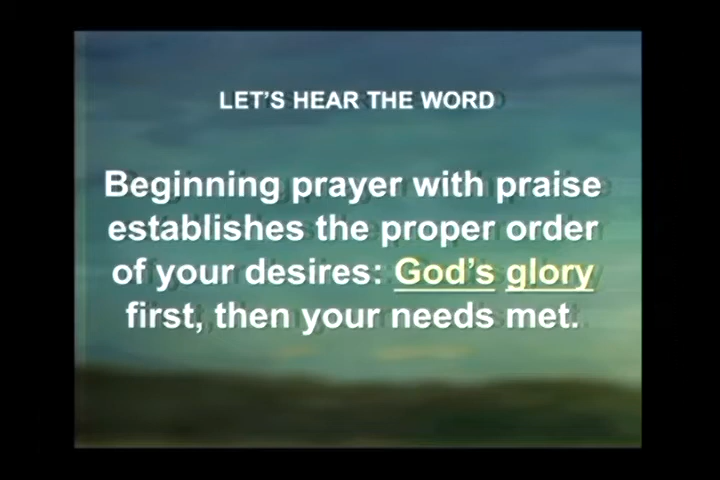 LET'S HEAR THE WORD
Beginning prayer with praise
establishes the proper order
of your desires: God's glory
first, then your needs met.